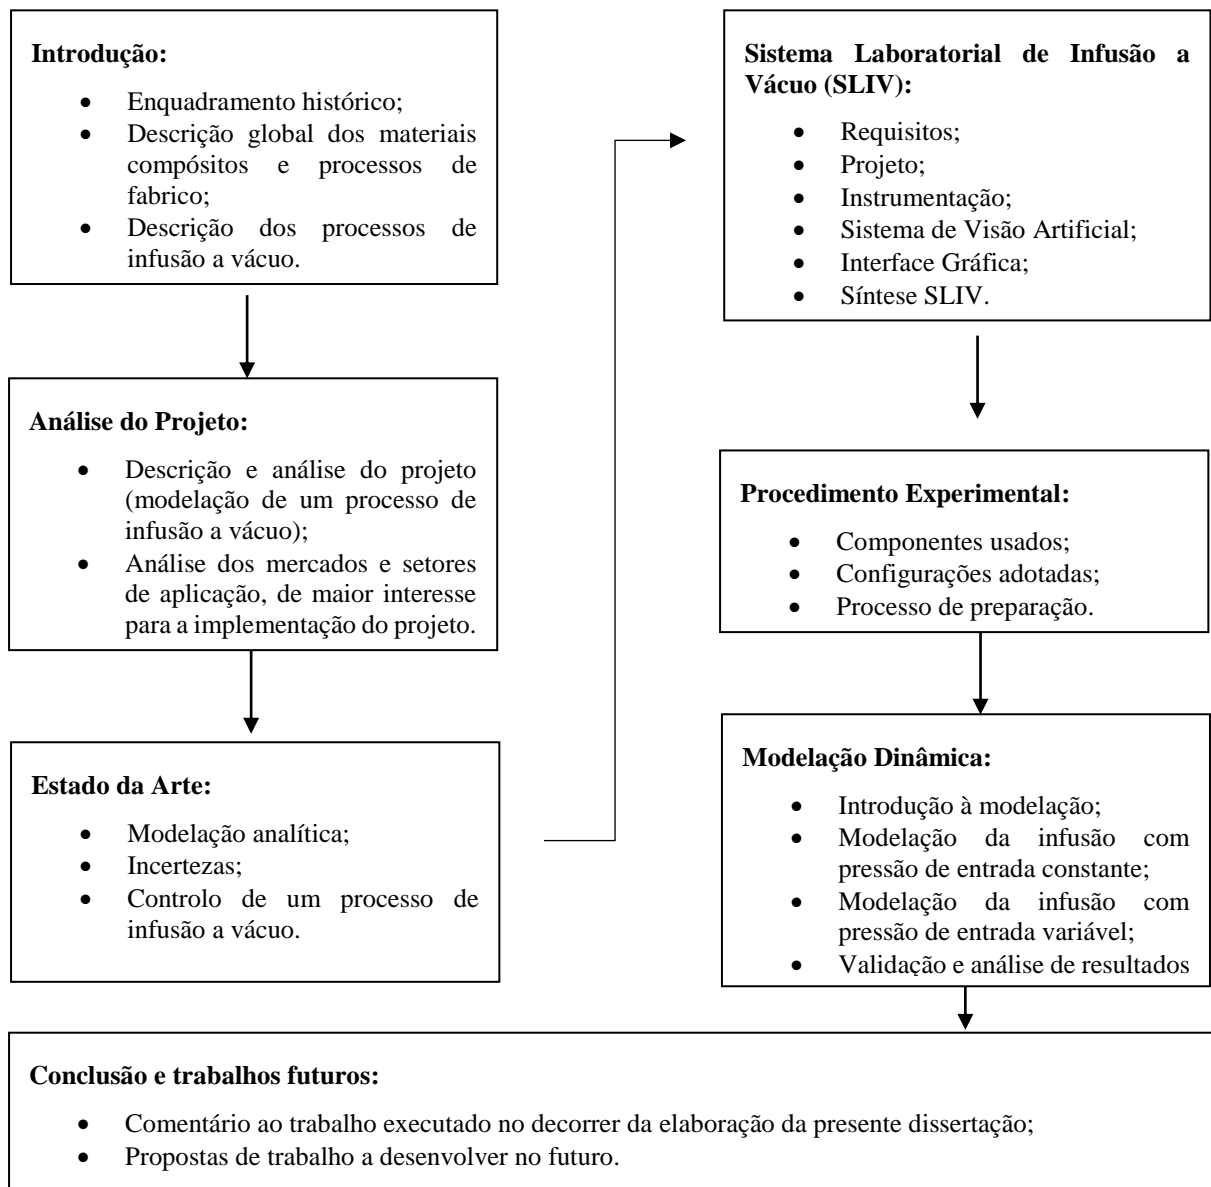 Introdução:
• Enquadramento histórico;
• Descrição global dos materiais
compósitos e processos de
fabrico;
• Descrição dos processos de
infusão a vácuo.
Análise do Projeto:
• Descrição e análise do projeto
(modelação de um processo de
infusão a vácuo);
• Análise dos mercados e setores
de aplicação, de maior interesse
para a implementação do projeto.
Estado da Arte:
• Modelação analítica;
• Incertezas;
• Controlo de um processo de
infusão a vácuo.
Sistema Laboratorial de Infusão a
Vácuo (SLIV):
• Requisitos;
• Projeto;
• Instrumentação;
• Sistema de Visão Artificial;
• Interface Gráfica;
• Síntese SLIV.
Procedimento Experimental:
• Componentes usados;
• Configurações adotadas;
• Processo de preparação.
Modelação Dinâmica:
• Introdução à modelação;
• Modelação da infusão com
pressão de entrada constante;
• Modelação da infusão com
pressão de entrada variável;
• Validação e análise de resultados
Conclusão e trabalhos futuros:
• Comentário ao trabalho executado no decorrer da elaboração da presente dissertação;
• Propostas de trabalho a desenvolver no futuro.